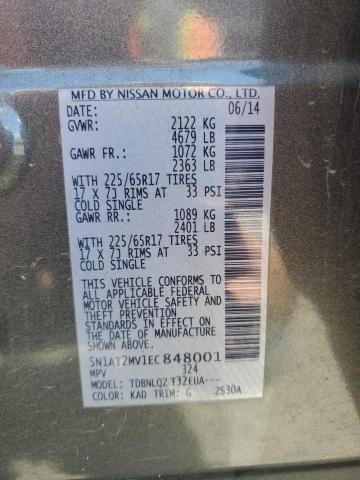 MFD BY NISSAN MOTOR CO., LTD.
DATE: 06/14
GVWR: 2122 KG
4679 LB
GAWR FR.: 1072 KG
2363 LB
WITH 225/65R17 TIRES
17 X 7J RIMS AT 33 PSI
COLD SINGLE
GAWR RR.: 1089 KG
2401 LB
WITH 225/65R17 TIRES
17 X 7J RIMS AT 33 PSI
COLD SINGLE
THIS VEHICLE CONFORMS TO
ALL APPLICABLE FEDERAL
MOTOR VEHICLE SAFETY AND
THEFT PREVENTION
STANDARDS IN EFFECT ON
THE DATE OF MANUFACTURE
SHOWN ABOVE.
5N1AT2MV1EC848001
MPV 324
MODEL: TDBNLQZ T32EUA---
COLOR: KAD TRIM: G 2S30A